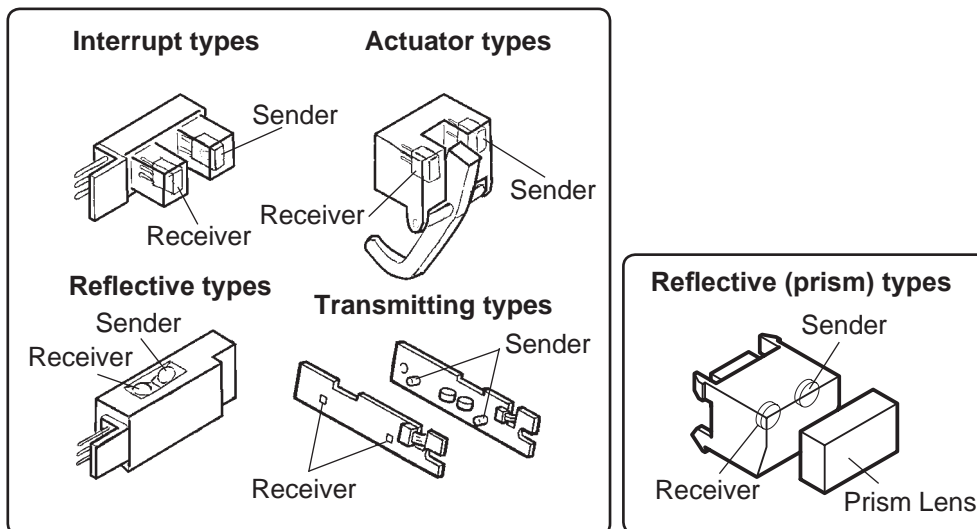 Interrupt types
Sender
Receiver
Actuator types
Sender
Receiver
Reflective types
Sender
Receiver
Transmitting types
Sender
Receiver
Reflective (prism) types
Sender
Receiver
Prism Lens